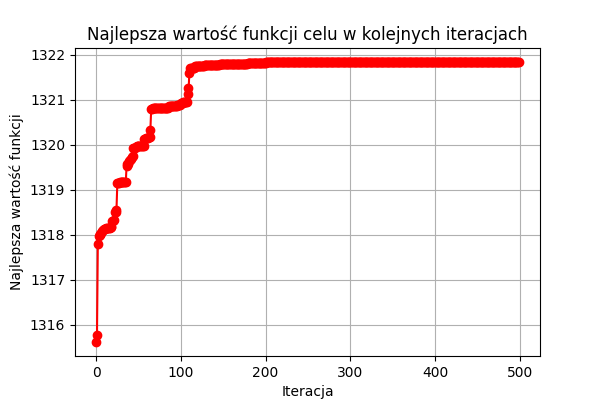 Najlepsza wartość funkcji celu w kolejnych iteracjach
Najlepsza wartość funkcji
1322
1321
1320
1319
1318
1317
1316
0 100 200 300 400 500
Iteracja